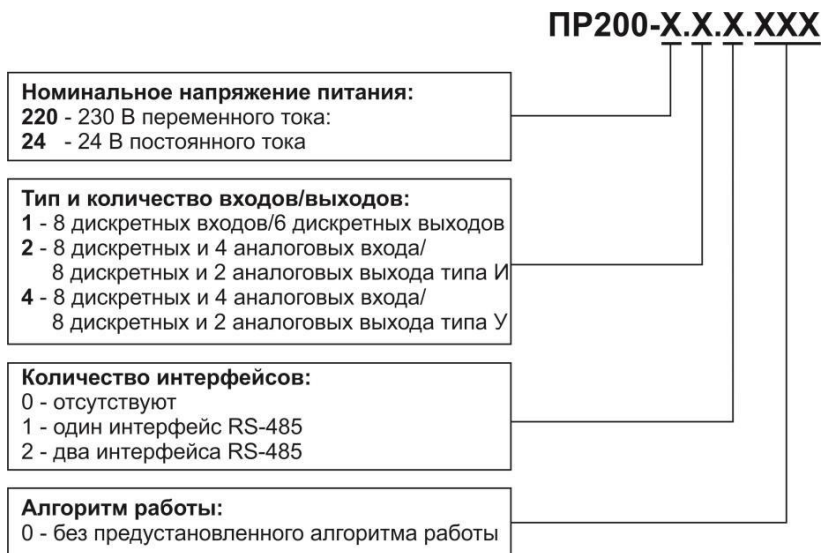 ПР200-Х.Х.Х.ХХХ
Номинальное напряжение питания:
220 - 230 В переменного тока:
24 - 24 В постоянного тока
Тип и количество входов/выходов:
1 - 8 дискретных входов/6 дискретных выходов
2 - 8 дискретных и 4 аналоговых входа/
8 дискретных и 2 аналоговых выхода типа И
4 - 8 дискретных и 4 аналоговых входа/
8 дискретных и 2 аналоговых выхода типа У
Количество интерфейсов:
0 - отсутствуют
1 - один интерфейс RS-485
2 - два интерфейса RS-485
Алгоритм работы:
0 - без предустановленного алгоритма работы